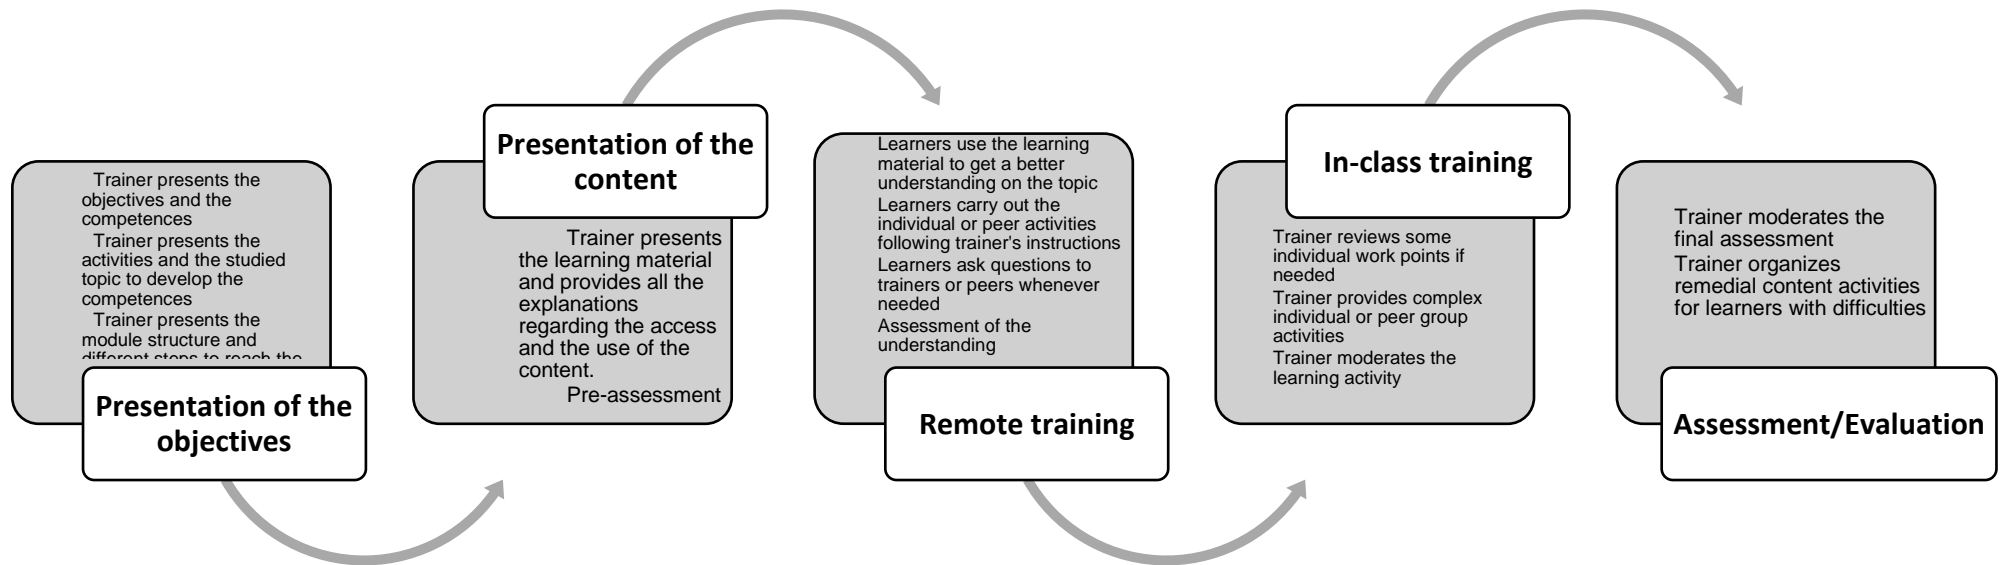 Trainer presents the
objectives and the
competences
Trainer presents the
activities and the studied
topic to develop the
competences
Trainer presents the
module structure and
different steps to reach the
Presentation of the
objectives
Presentation of the
content
Trainer presents
the learning material
and provides all the
explanations
regarding the access
and the use of the
content.
Pre-assessment
Learners use the learning
material to get a better
understanding on the topic
Learners carry out the
individual or peer activities
following trainer's instructions
Learners ask questions to
trainers or peers whenever
needed
Assessment of the
understanding
Remote training
In-class training
Trainer reviews some
individual work points if
needed
Trainer provides complex
individual or peer group
activities
Trainer moderates the
learning activity
Trainer moderates the
final assessment
Trainer organizes
remedial content activities
for learners with difficulties
Assessment/Evaluation